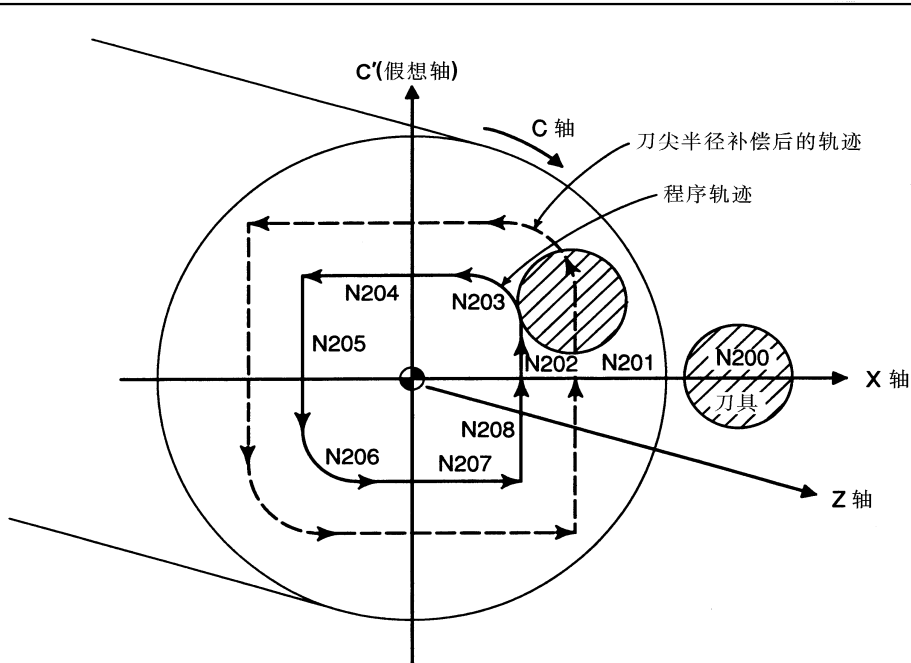 C′(假想轴)
C 轴
刀尖半径补偿后的轨迹
程序轨迹
N204
N203
N205
N202
N201
N200
刀具
X 轴
N208
N206
N207
Z 轴